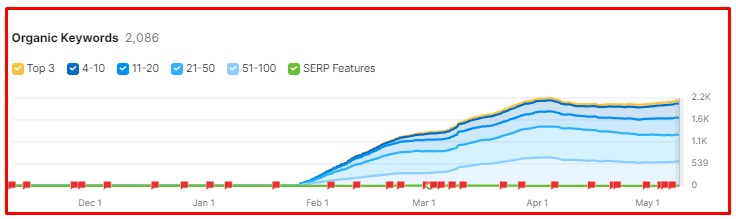 Organic Keywords 2,086
Top 3 4-10 11-20 21-50 51-100 SERP Features
2.2K
1.6K
1.1K
539
0
Dec 1 Jan 1 Feb 1 Mar 1 Apr 1 May 1